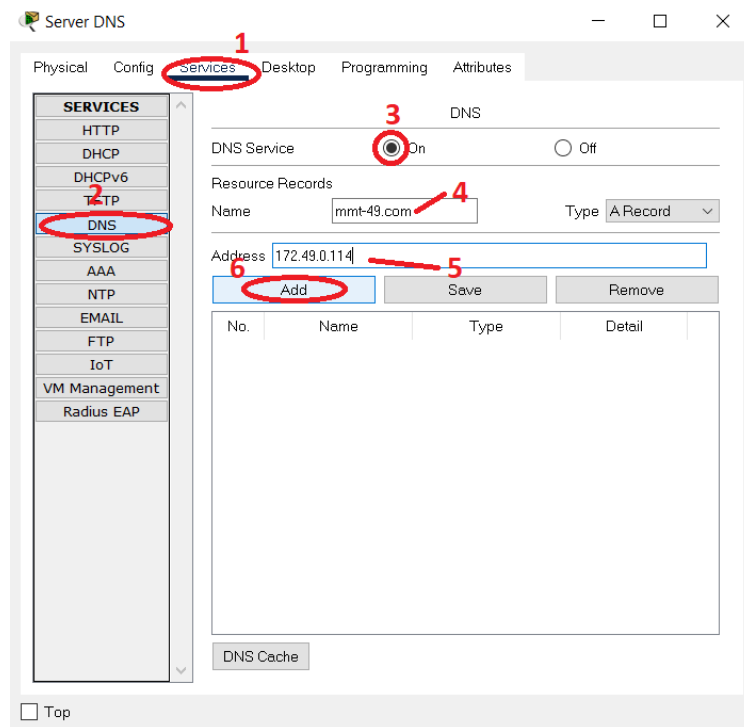 Server DNS
1
Physical Config Services Desktop Programming Attributes
SERVICES
HTTP
DHCP
DHCPv6
2
TFTP
DNS
SYSLOG
AAA
NTP
EMAIL
FTP
IoT
VM Management
Radius EAP
DNS
3
DNS Service On Off
Resource Records
4
Name mmt-49.com Type A Record
Address 172.49.0.114
6 5
Add Save Remove
No. Name Type Detail
DNS Cache
Top